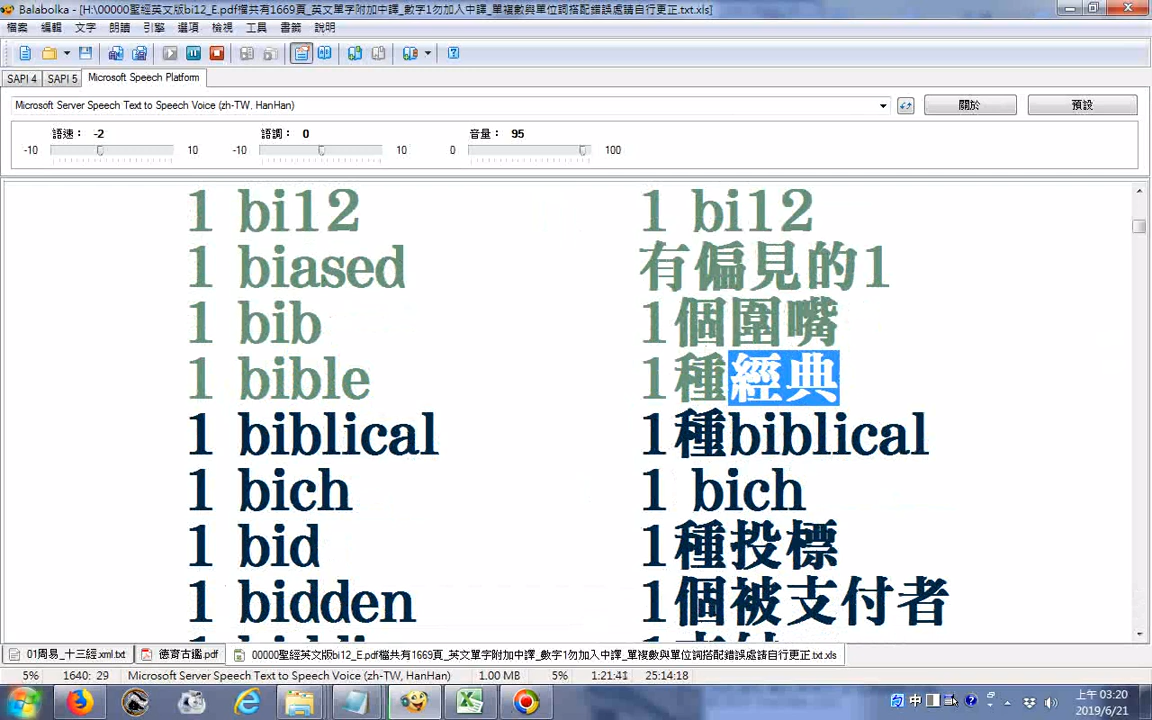 Balabolka - [H:\00000聖經英文版bi12_E.pdf檔共有1669頁_英文單字附加中譯_數字1勿加入中譯_單複數與單位詞搭配錯誤處請自行更正.txt.xls]
檔案 編輯 文字 朗讀 引擎 選項 檢視 工具 書籤 說明
SAPI 4 SAPI 5 Microsoft Speech Platform
Microsoft Server Speech Text to Speech Voice (zh-TW, HanHan) 關於 預設
語速： -2 語調： 0 音量： 95
-10 10 -10 10 0 100
1 bi12 1 bi12
1 biased 有偏見的1
1 bib 1個圍嘴
1 bible 1種經典
1 biblical 1種biblical
1 bich 1 bich
1 bid 1種投標
1 bidden 1個被支付者
01周易_十三經.xml.txt 德育古鑑.pdf 00000聖經英文版bi12_E.pdf檔共有1669頁_英文單字附加中譯_數字1勿加入中譯_單複數與單位詞搭配錯誤處請自行更正.txt.xls
5% 1640: 29 Microsoft Server Speech Text to Speech Voice (zh-TW, HanHan) 1.00 MB 5% 1:21:41 25:14:18
中 上午 03:20
2019/6/21